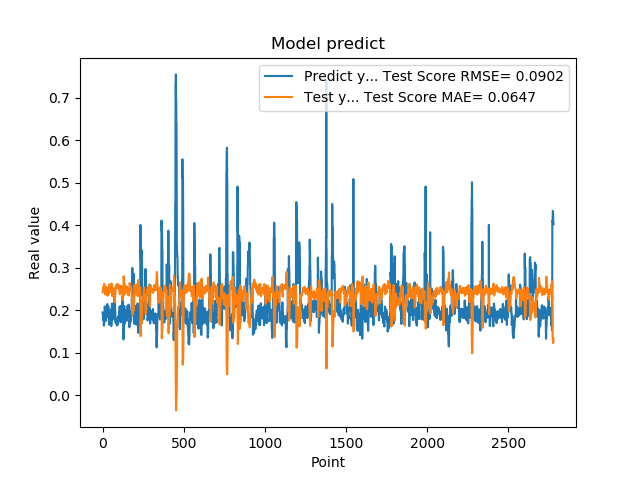 Model predict
Predict y... Test Score RMSE= 0.0902
Test y... Test Score MAE= 0.0647
Real value
0.7
0.6
0.5
0.4
0.3
0.2
0.1
0.0
0 500 1000 1500 2000 2500
Point